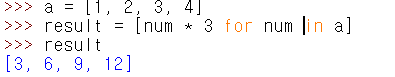 >>> a = [1, 2, 3, 4]
>>> result = [num * 3 for num in a]
>>> result
[3, 6, 9, 12]